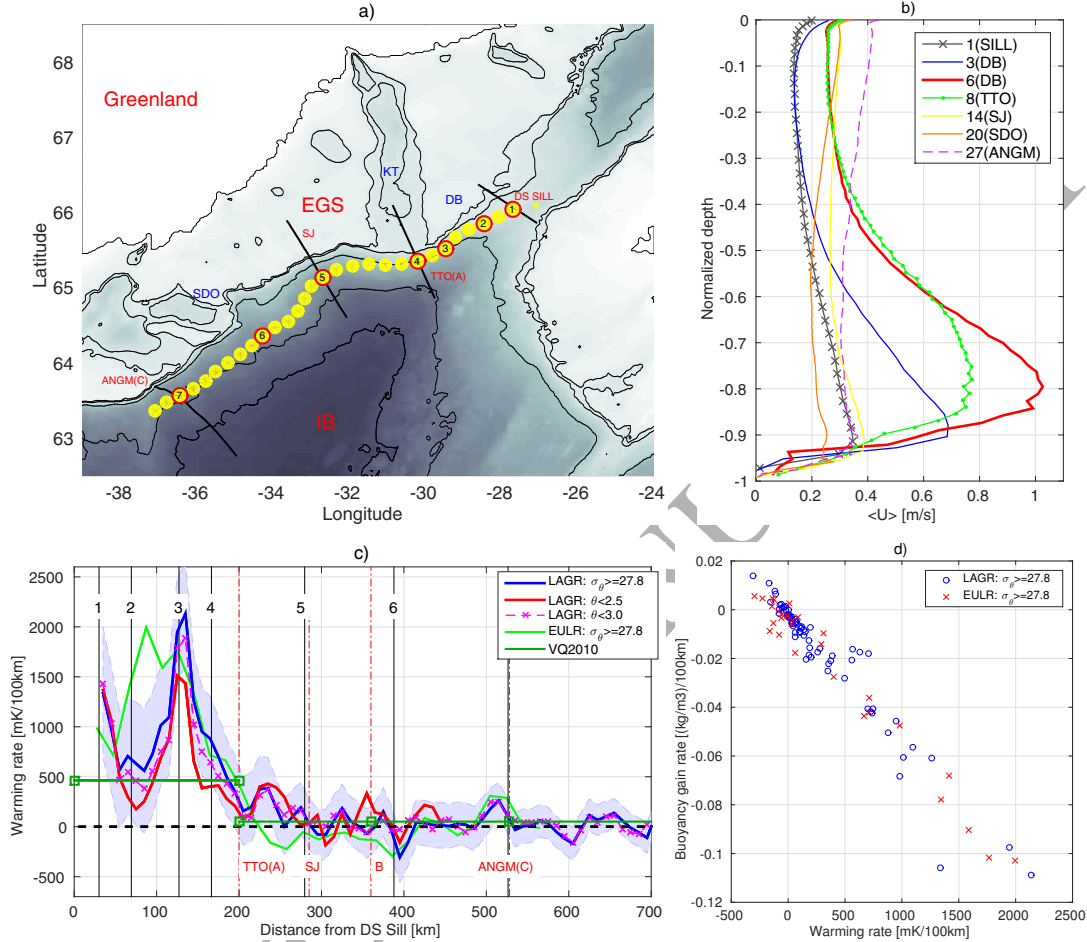 a)
Greenland
EGS
KT
DB
DS SILL
SJ
TTO(A)
SDO
ANGM(C)
IB
1
2
3
4
5
6
7
68
67
66
65
64
63
Latitude
-38 -36 -34 -32 -30 -28 -26 -24
Longitude
b)
1(SILL)
3(DB)
6(DB)
8(TTO)
14(SJ)
20(SDO)
27(ANGM)
0
-0.1
-0.2
-0.3
-0.4
-0.5
-0.6
-0.7
-0.8
-0.9
-1
Normalized depth
0 0.2 0.4 0.6 0.8 1
<U> [m/s]
c)
LAGR: σθ>=27.8
LAGR: θ<2.5
LAGR: θ<3.0
EULR: σθ>=27.8
VQ2010
1 2 3 4 5 6
2500
2000
1500
1000
500
0
-500
Warming rate [mK/100km]
TTO(A) SJ B ANGM(C)
0 100 200 300 400 500 600 700
Distance from DS Sill [km]
d)
LAGR: σθ>=27.8
EULR: σθ>=27.8
0.02
0
-0.02
-0.04
-0.06
-0.08
-0.1
-0.12
Buoyancy gain rate [(kg/m3)/100km]
-500 0 500 1000 1500 2000 2500
Warming rate [mK/100km]